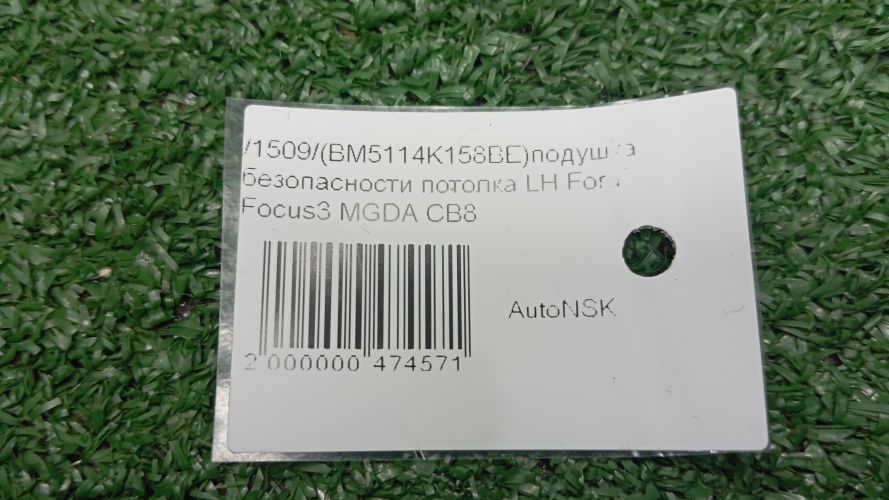 /1509/(BM5114K158BE)подушка
безопасности потолка LH Ford
Focus3 MGDA CB8
AutoNSK
2 000000 474571